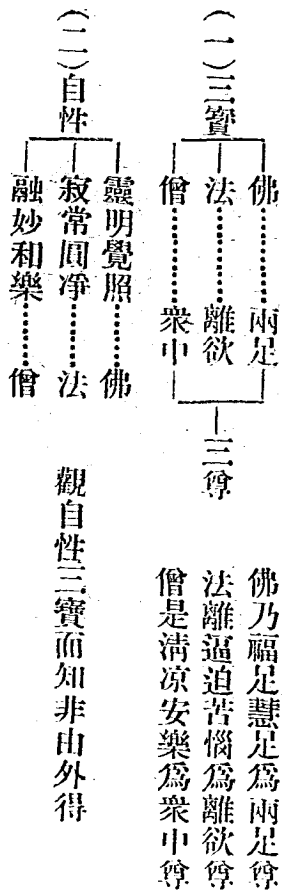 (一)三寶
佛………兩足
法………離欲
僧………衆中
三尊
佛乃福足慧足爲兩足尊
法離逼迫苦惱爲離欲尊
僧是淸凉安樂爲衆中尊
(二)自性
靈明覺照……佛
寂常圓淨……法
融妙和樂……僧
觀自性三寶而知非由外得